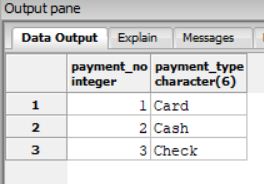 Output pane
Data Output Explain Messages
payment_no payment_type
integer character(6)
1 1 Card
2 2 Cash
3 3 Check